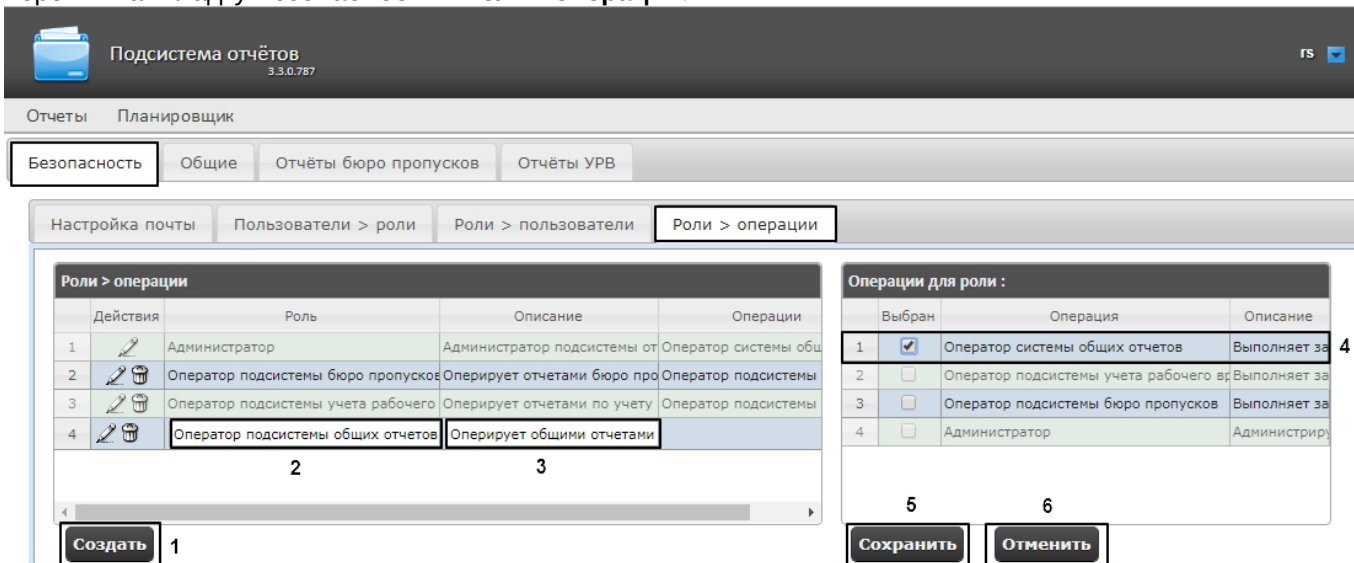 Подсистема отчётов
3.3.0.787
rs
Отчеты Планировщик
Безопасность Общие Отчёты бюро пропусков Отчёты УРВ
Настройка почты Пользователи > роли Роли > пользователи Роли > операции
Роли > операции
Действия Роль Описание Операции
1 Администратор Администратор подсистемы от Оператор системы общ
2 Оператор подсистемы бюро пропусков Оперирует отчетами бюро про Оператор подсистемы
3 Оператор подсистемы учета рабочего Оперирует отчетами по учету Оператор подсистемы
4 Оператор подсистемы общих отчетов Оперирует общими отчетами
2 3
Создать 1
Операции для роли :
Выбран Операция Описание
1 Оператор системы общих отчетов Выполняет за 4
2 Оператор подсистемы учета рабочего вр Выполняет за
3 Оператор подсистемы бюро пропусков Выполняет за
4 Администратор Администриру
5 6
Сохранить Отменить